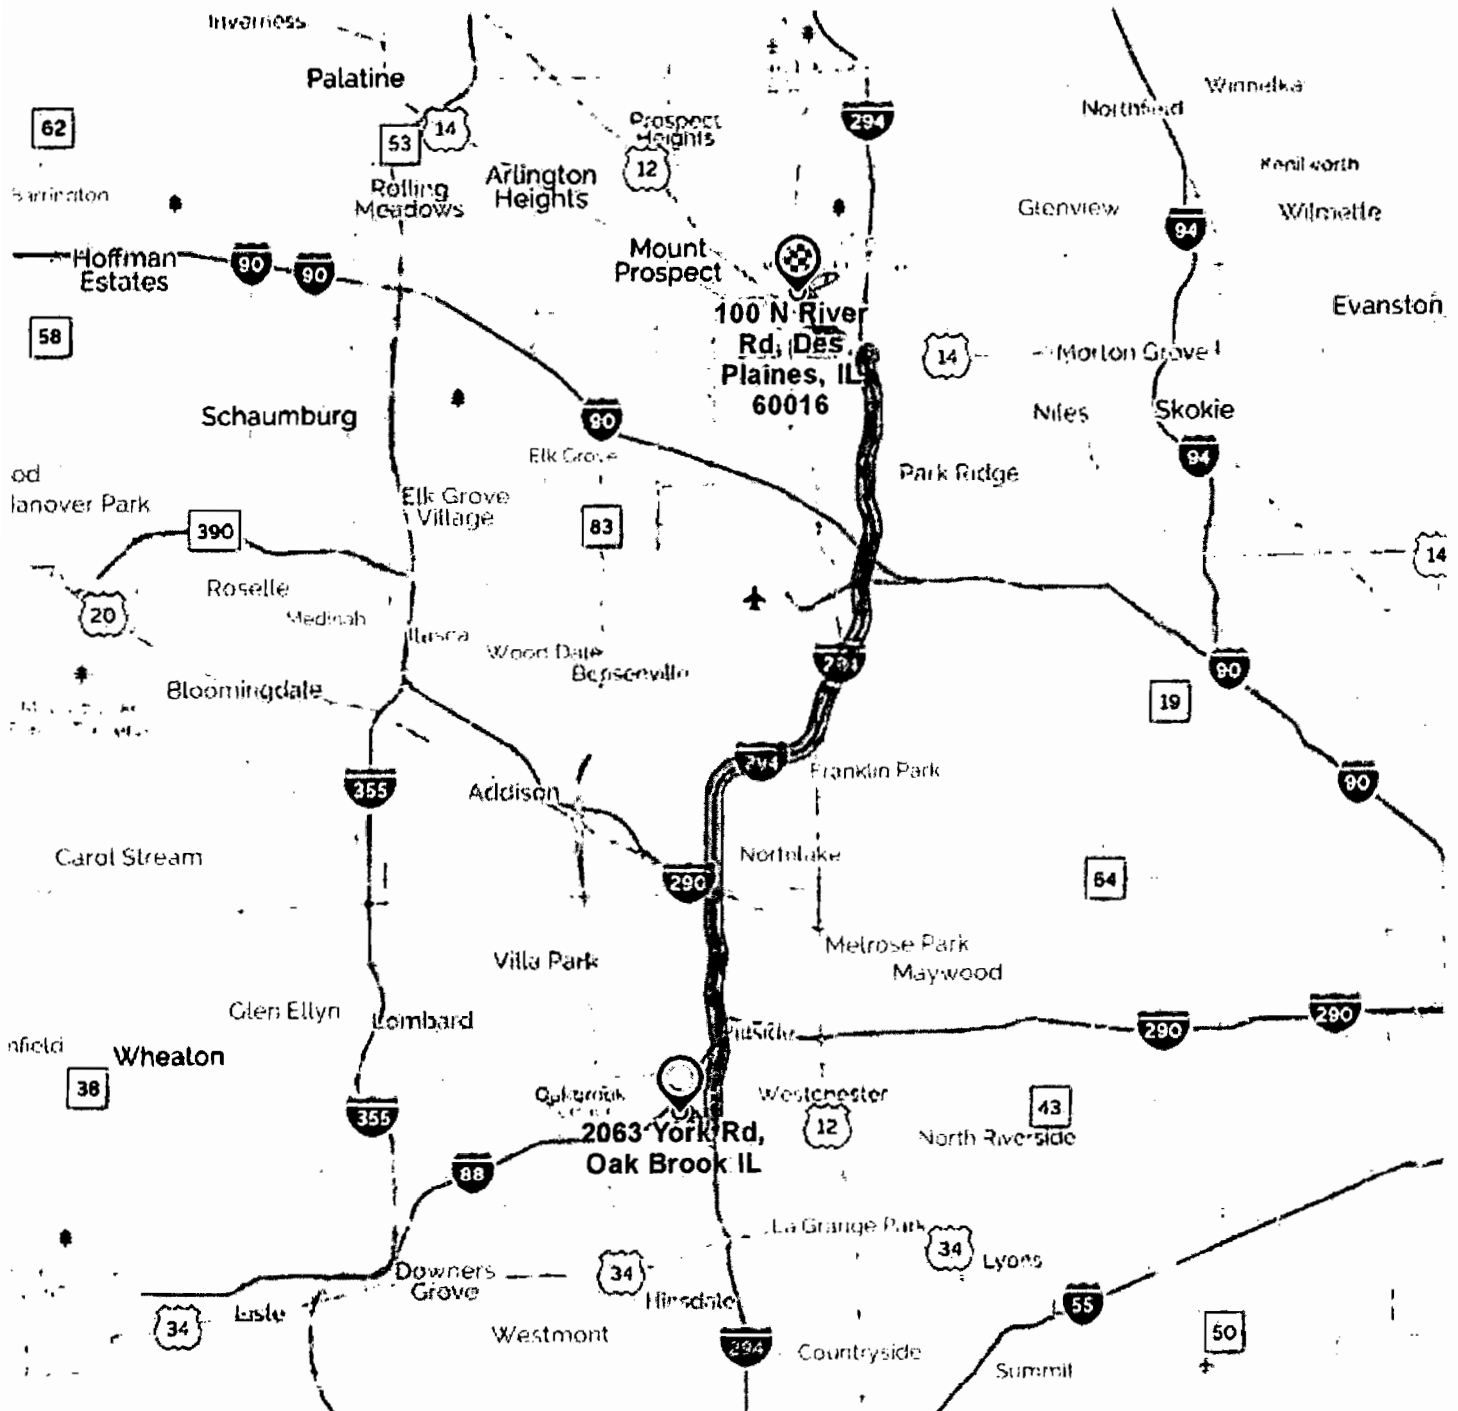 Inverness
Palatine
62
14
53
Prospect
Heights
12
294
Northfield
Winnetka
Barrington
Rolling
Meadows
Arlington
Heights
Kenilworth
Glenview
Wilmette
94
Hoffman
Estates
90
90
Mount
Prospect
Evanston
100 N River
Rd, Des
Plaines, IL
60016
58
14
Morton Grove
Schaumburg
90
Niles
Skokie
Elk Grove
94
Park Ridge
od
Hanover Park
Elk Grove
Village
83
390
14
Roselle
20
Medinah
Itasca
Wood Dale
Bensenville
294
90
Bloomingdale
19
294
Franklin Park
355
Addison
90
Carol Stream
Northlake
290
64
Villa Park
Melrose Park
Maywood
Glen Ellyn
Lombard
290
290
Hillside
nfield
Wheaton
38
Oakbrook
Westchester
355
12
43
North Riverside
2063 York Rd,
Oak Brook IL
88
La Grange Park
34
Lyons
Downers
Grove
34
Hinsdale
55
Lisle
34
Westmont
294
Countryside
50
Summit